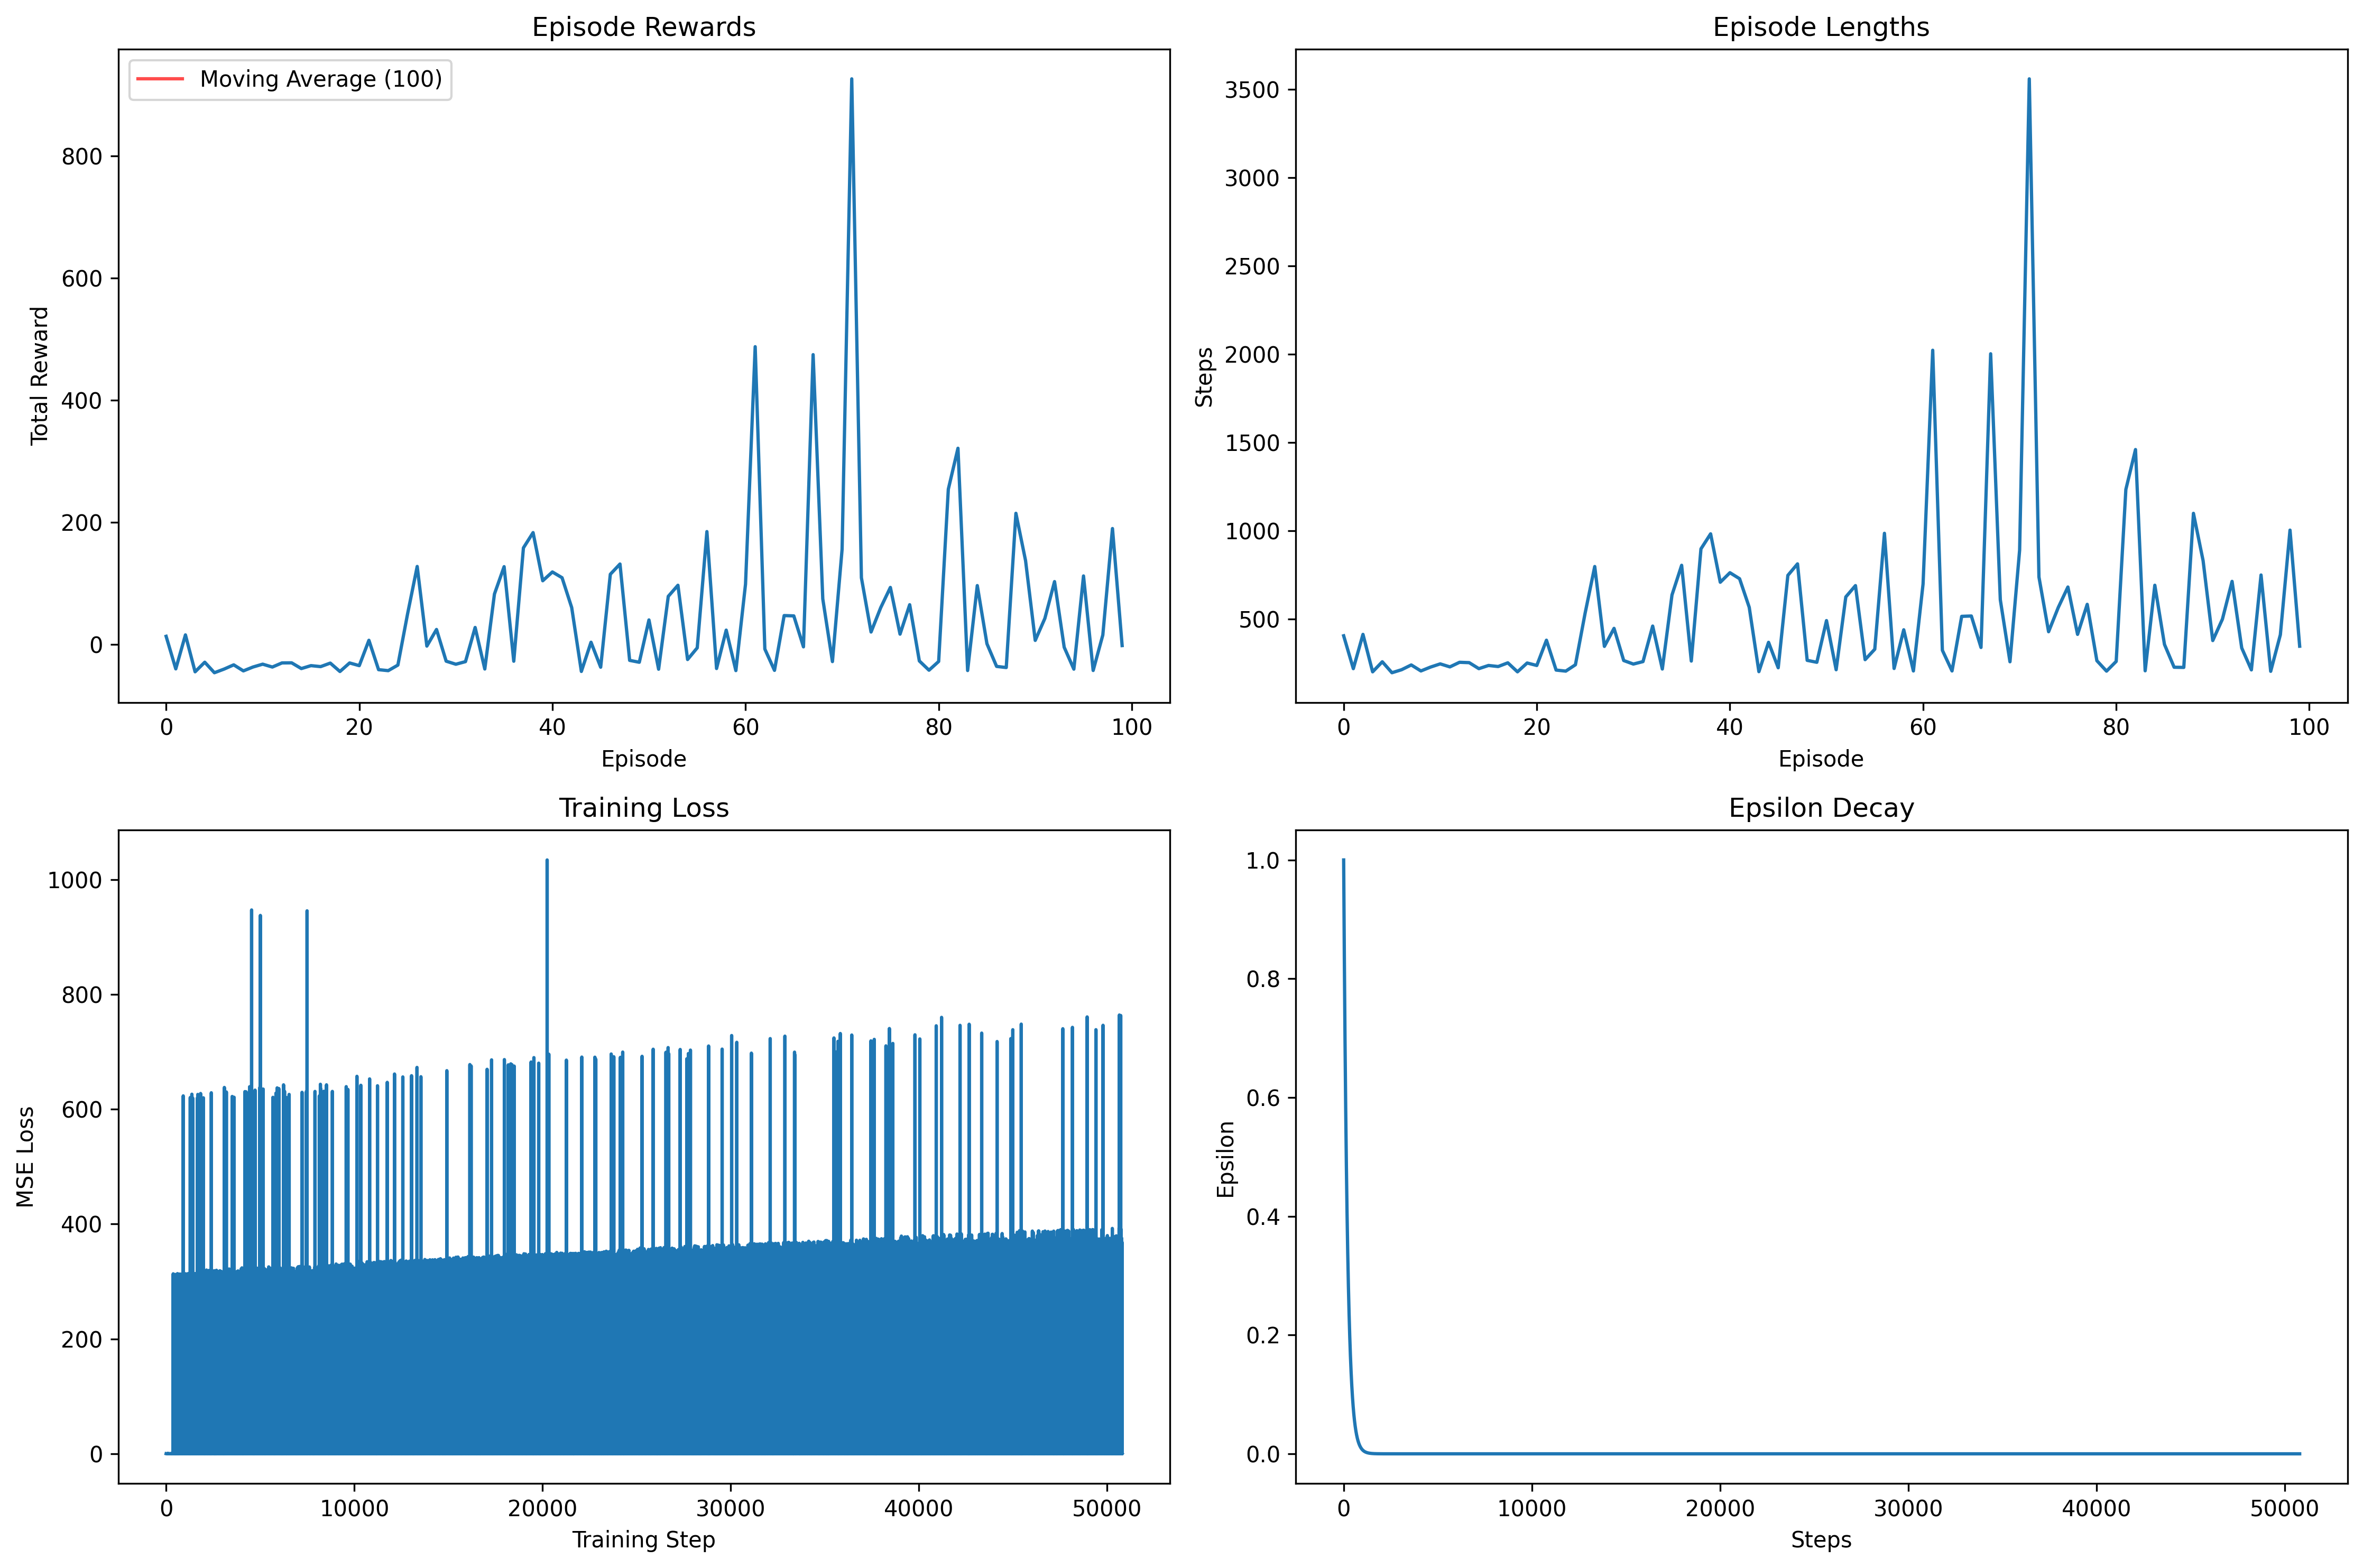 Episode Rewards
Moving Average (100)
800
600
400
200
0
Total Reward
0 20 40 60 80 100
Episode
Episode Lengths
3500
3000
2500
2000
1500
1000
500
Steps
0 20 40 60 80 100
Episode
Training Loss
1000
800
600
400
200
0
MSE Loss
0 10000 20000 30000 40000 50000
Training Step
Epsilon Decay
1.0
0.8
0.6
0.4
0.2
0.0
Epsilon
0 10000 20000 30000 40000 50000
Steps